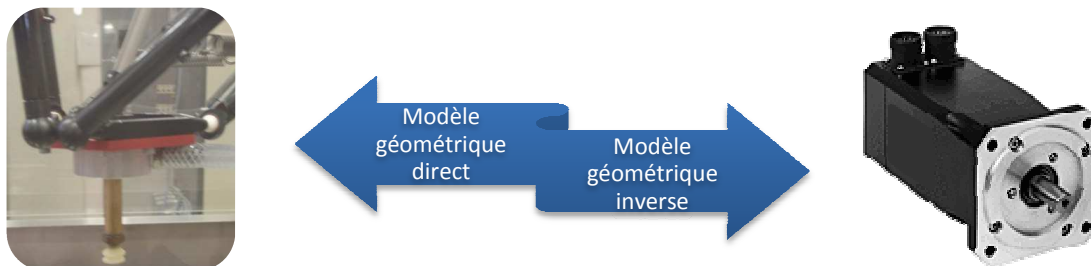 Modèle
géométrique
direct
Modèle
géométrique
inverse